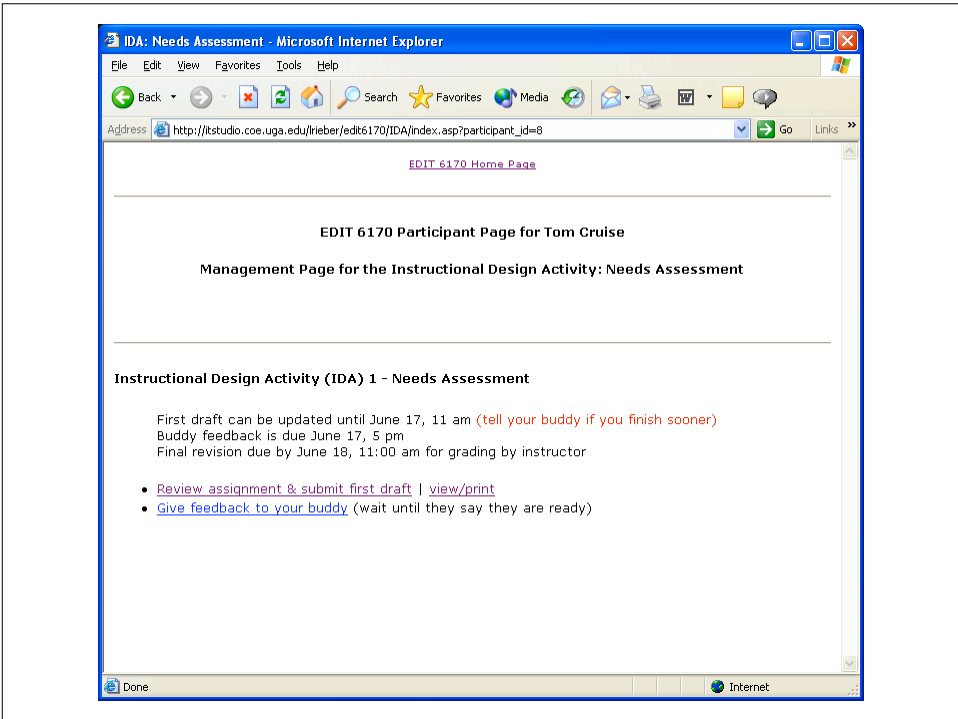 IDA: Needs Assessment - Microsoft Internet Explorer
File Edit View Favorites Tools Help
Back Search Favorites Media
Address http://itstudio.coe.uga.edu/lrieber/edit6170/IDA/index.asp?participant_id=8 Go Links »
EDIT 6170 Home Page
EDIT 6170 Participant Page for Tom Cruise
Management Page for the Instructional Design Activity: Needs Assessment
Instructional Design Activity (IDA) 1 - Needs Assessment
First draft can be updated until June 17, 11 am (tell your buddy if you finish sooner)
Buddy feedback is due June 17, 5 pm
Final revision due by June 18, 11:00 am for grading by instructor
• Review assignment & submit first draft | view/print
• Give feedback to your buddy (wait until they say they are ready)
Done Internet